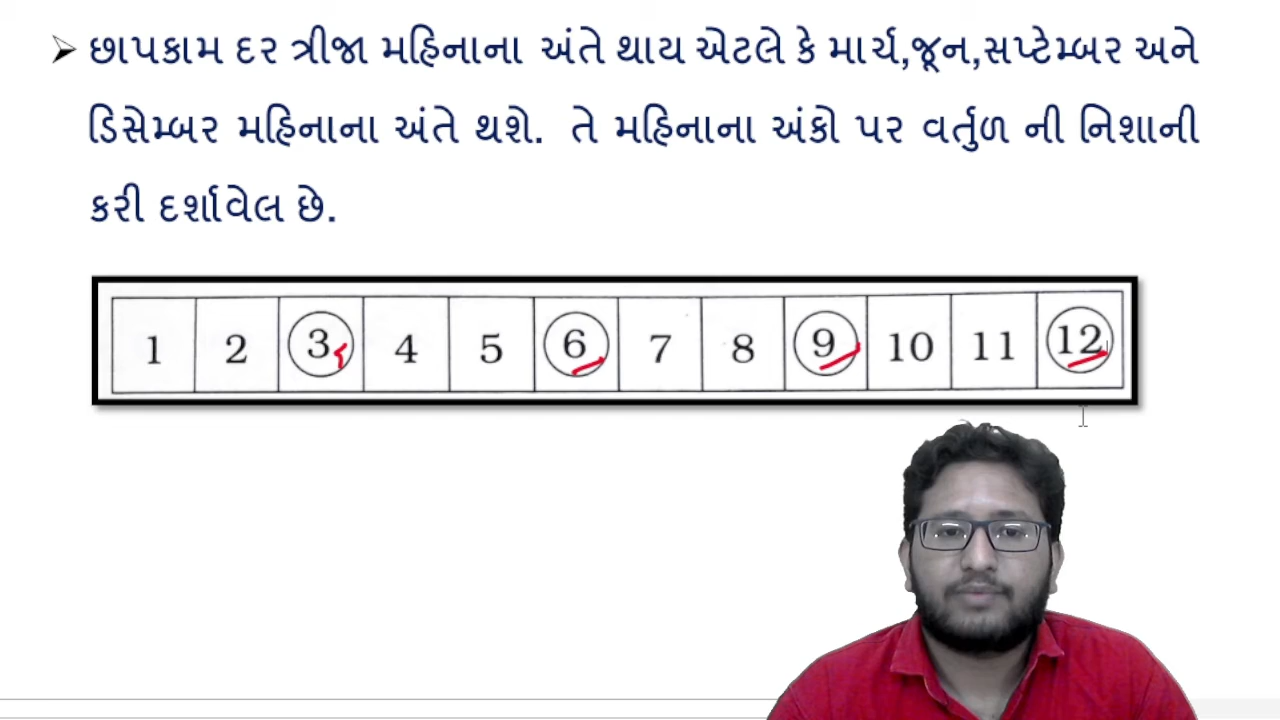 છાપકામ દર ત્રીજા મહિનાના અંતે થાય એટલે કે માર્ચ,જૂન,સપ્ટેમ્બર અને
ડિસેમ્બર મહિનાના અંતે થશે. તે મહિનાના અંકો પર વર્તુળ ની નિશાની
કરી દર્શાવેલ છે.
1 2 3 4 5 6 7 8 9 10 11 12